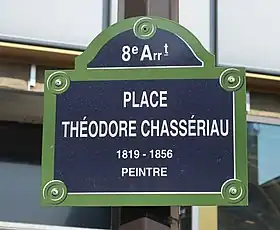 8e Arrt
PLACE
THÉODORE CHASSÉRIAU
1819 - 1856
PEINTRE